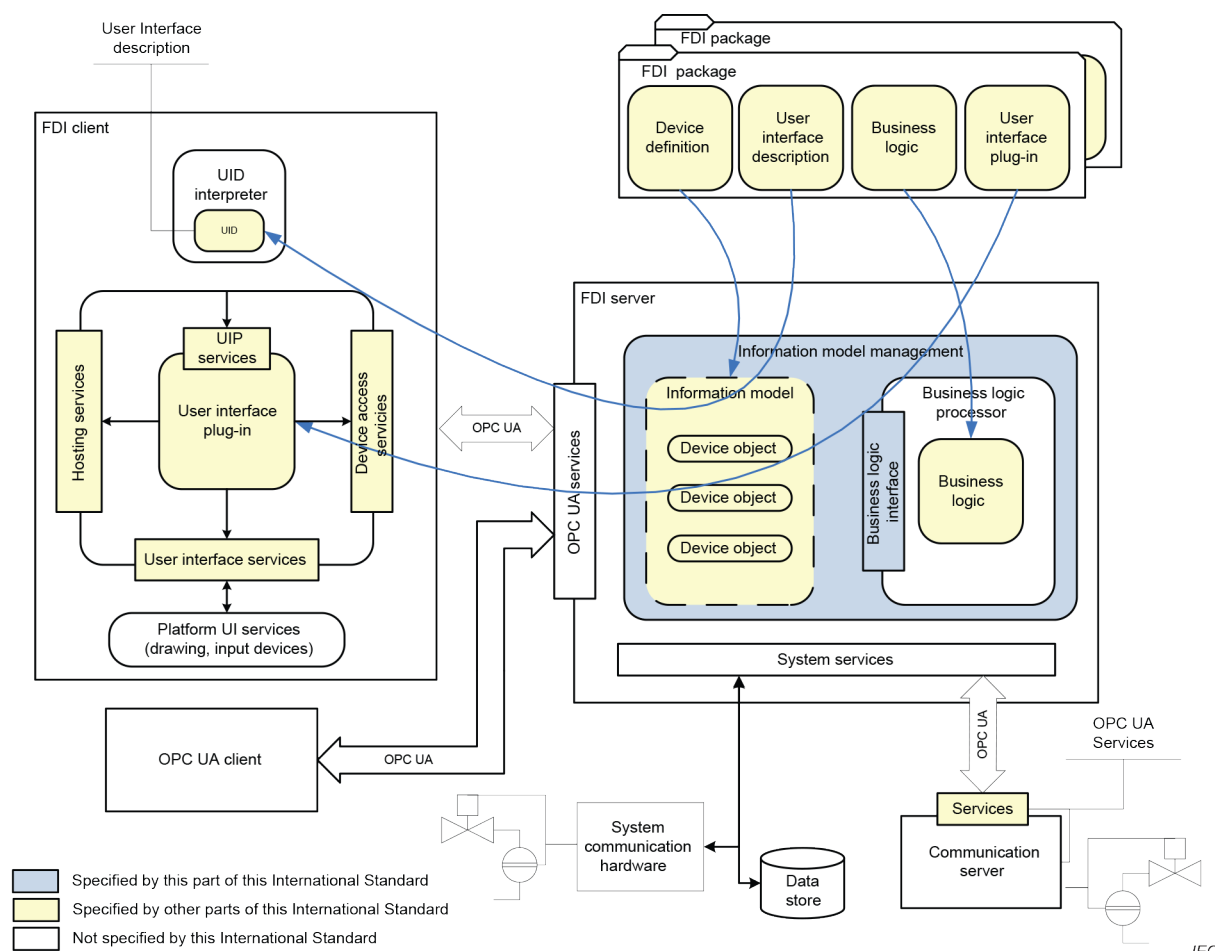 User Interface
description
FDI package
FDI package
Device
definition
User
interface
description
Business
logic
User
interface
plug-in
FDI client
UID
interpreter
UID
UIP
services
Hosting services
User interface
plug-in
Device access
servicies
User interface services
Platform UI services
(drawing, input devices)
OPC UA
OPC UA services
FDI server
Information model management
Information model
Device object
Device object
Device object
Business logic
processor
Business logic
interface
Business
logic
System services
OPC UA client
OPC UA
OPC UA
OPC UA
Services
Services
Communication
server
System
communication
hardware
Data
store
Specified by this part of this International Standard
Specified by other parts of this International Standard
Not specified by this International Standard